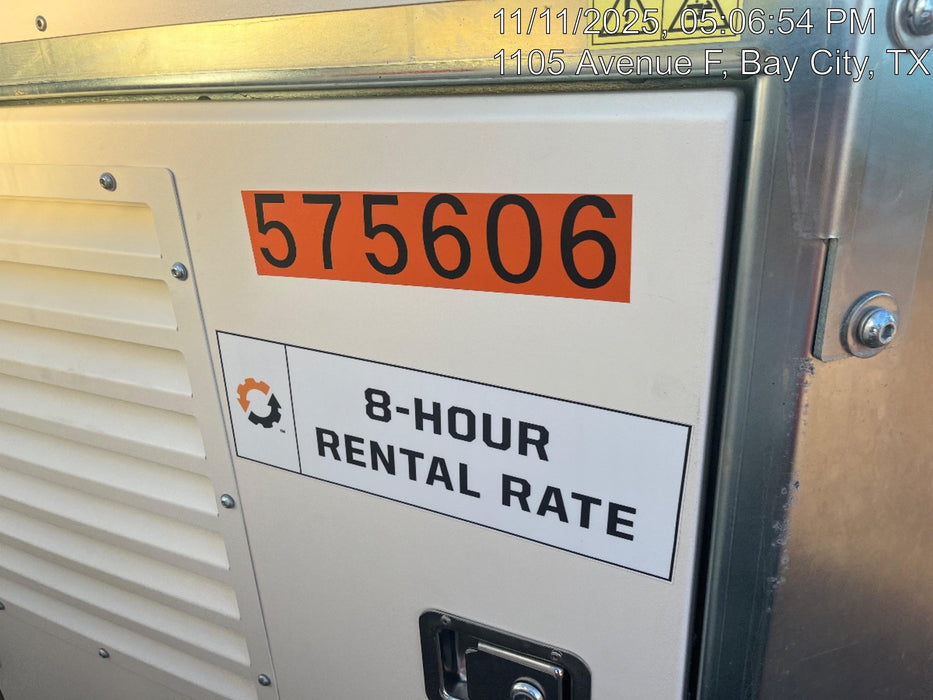 11/11/2025, 05:06:54 PM
1105 Avenue F, Bay City, TX
575606
8-HOUR
RENTAL RATE